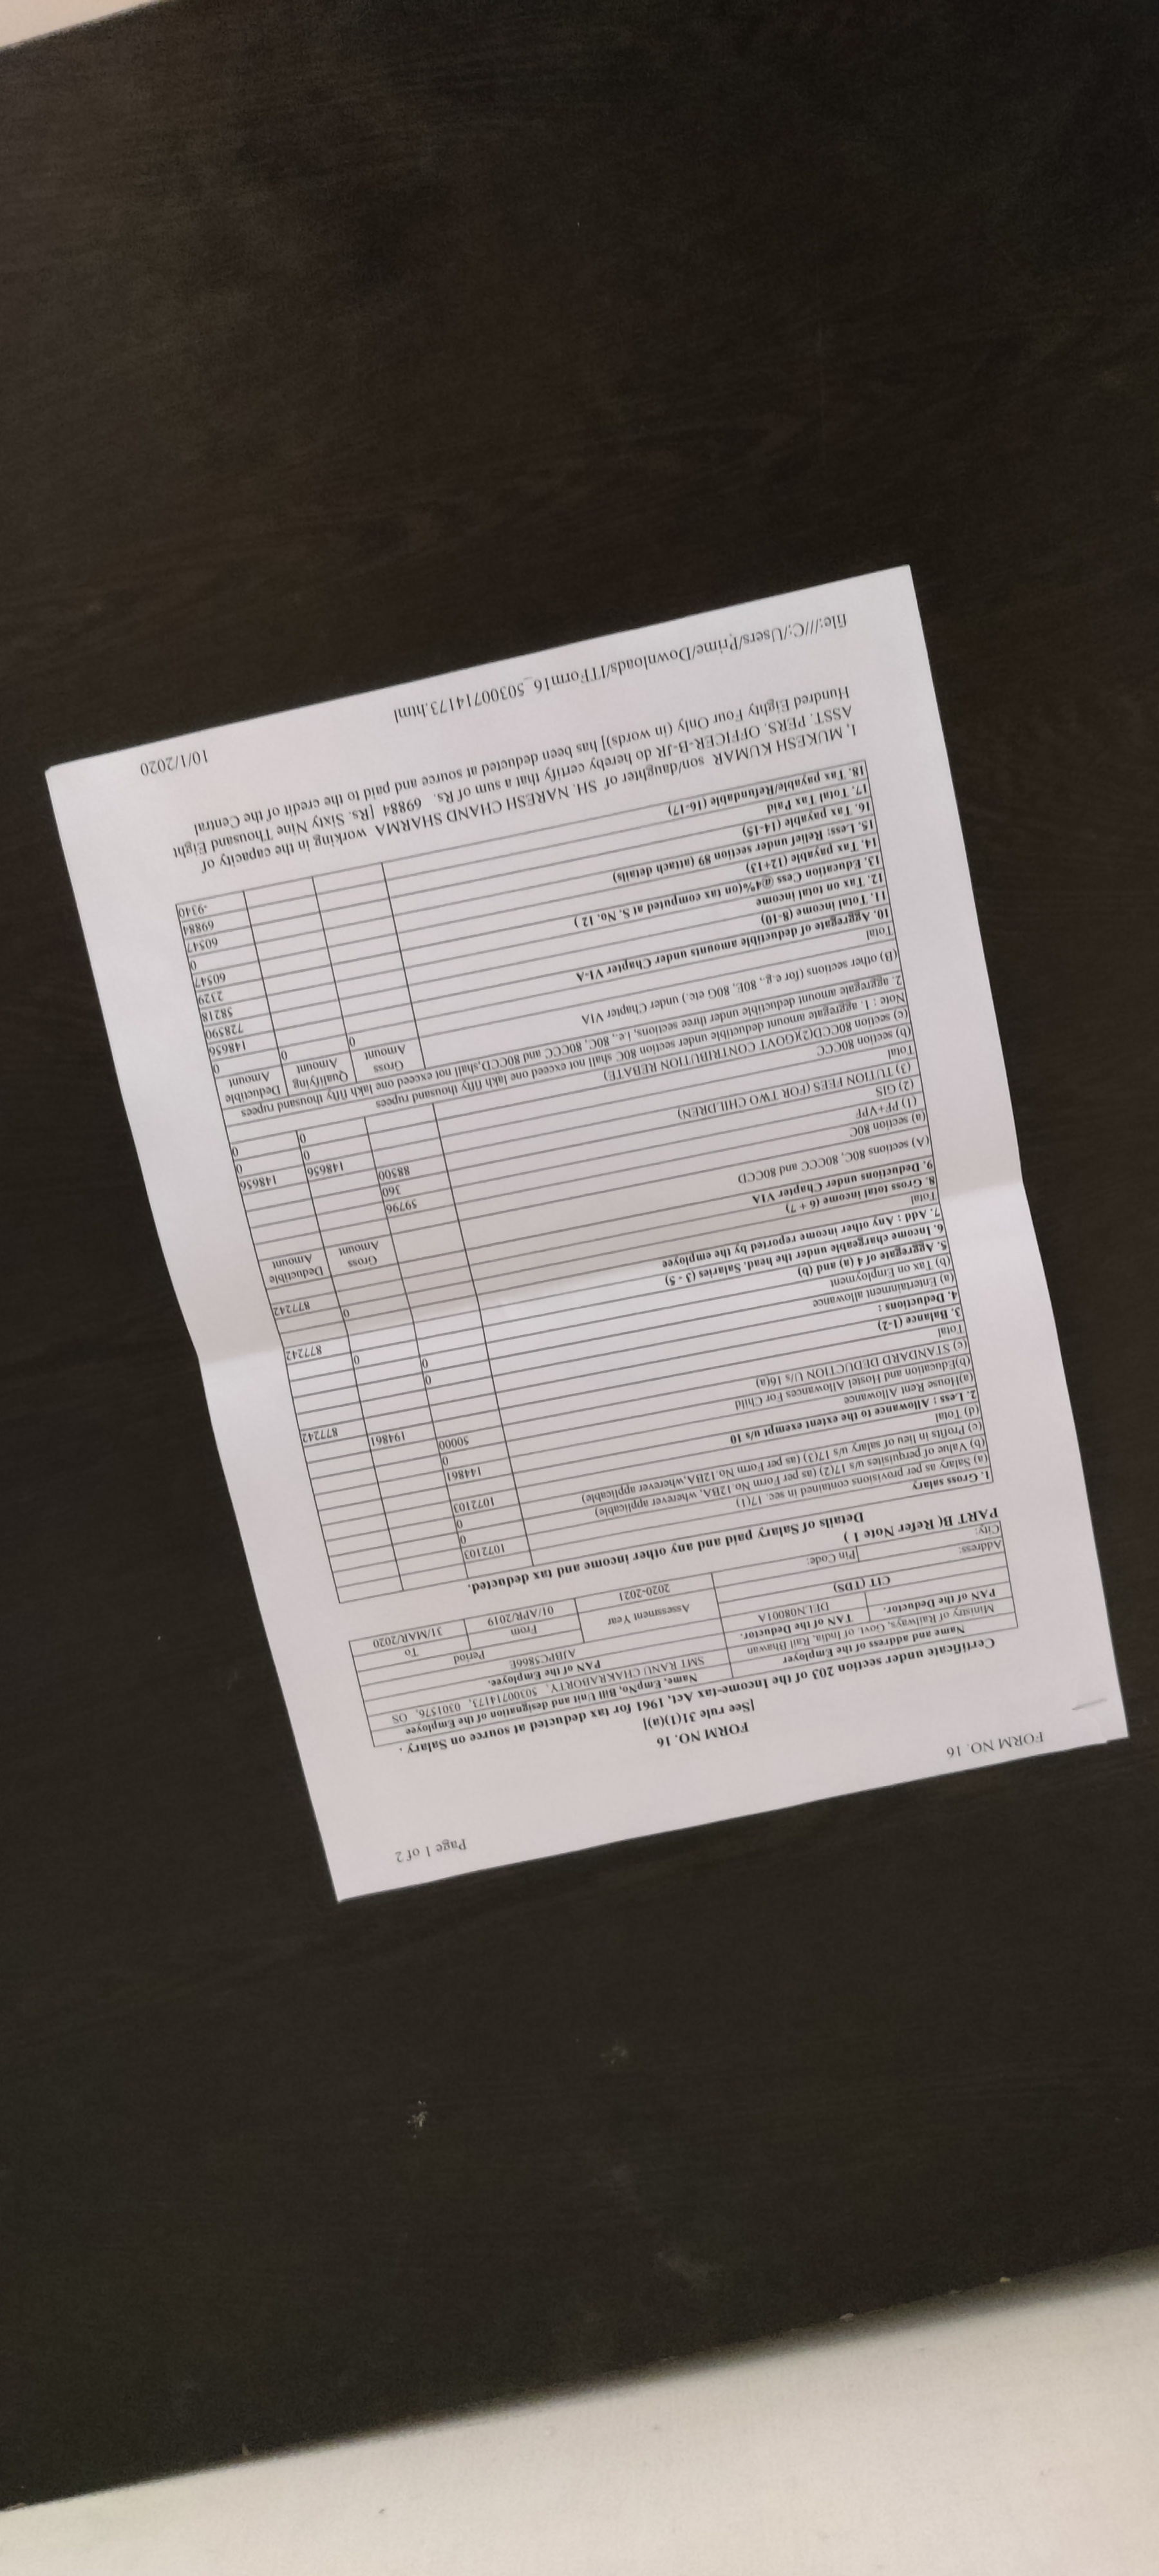 FORM NO. 16
Page 1 of 2
FORM NO. 16
[See rule 31(1)(a)]
Certificate under section 203 of the Income-tax Act, 1961 for tax deducted at source on Salary .
Name and address of the Employer Name, EmpNo, Bill Unit and designation of the Employee
Ministry of Railways, Govt. of India, Rail Bhawan SMT RANU CHAKRABORTY, 50300714173, 0301576, OS
PAN of the Deductor. TAN of the Deductor. PAN of the Employee.
DELN08001A AJBPC5866E
CIT (TDS) Assessment Year Period
Address: 2020-2021 From To
City: Pin Code: 01/APR/2019 31/MAR/2020
PART B( Refer Note 1 )
Details of Salary paid and any other income and tax deducted.
1. Gross salary
(a) Salary as per provisions contained in sec. 17(1) 1072103
(b) Value of perquisites u/s 17(2) (as per Form No 12BA, wherever applicable) 0
(c) Profits in lieu of salary u/s 17(3) (as per Form No 12BA,wherever applicable) 0
(d) Total 1072103
2. Less : Allowance to the extent exempt u/s 10
(a)House Rent Allowance 144861
(b)Education and Hostel Allowances For Child 0
(c) STANDARD DEDUCTION U/s 16(a) 50000
Total 194861
3. Balance (1-2) 877242
4. Deductions :
(a) Entertainment allowance 0
(b) Tax on Employment 0
5. Aggregate of 4 (a) and (b) 0
6. Income chargeable under the head. Salaries (3 - 5) 877242
7. Add : Any other income reported by the employee
Total 0
8. Gross total income (6 + 7) 877242
9. Deductions under Chapter VIA
(A) sections 80C, 80CCC and 80CCD Gross Amount Deductible Amount
(a) section 80C
(1) PF+VPF 59796
(2) GIS 360
(3) TUTION FEES (FOR TWO CHILDREN) 88500
Total 148656 148656
(b) section 80CCC 0 0
(c) section 80CCD(2)(GOVT CONTRIBUTION REBATE) 0 0
Note : 1. aggregate amount deductible under section 80C shall not exceed one lakh fifty thousand rupees
2. aggregate amount deductible under three sections, i.e., 80C, 80CCC and 80CCD,shall not exceed one lakh fifty thousand rupees
(B) other sections (for e.g., 80E, 80G etc.) under Chapter VIA Gross Amount Qualifying Amount Deductible Amount
Total 0 0 0
10. Aggregate of deductible amounts under Chapter VI-A 148656
11. Total income (8-10) 728590
12. Tax on total income 58218
13. Education Cess @4%(on tax computed at S. No. 12 ) 2329
14. Tax payable (12+13) 60547
15. Less: Relief under section 89 (attach details) 0
16. Tax payable (14-15) 60547
17. Total Tax Paid 69884
18. Tax payable/Refundable (16-17) -9340
I, MUKESH KUMAR son/daughter of SH. NARESH CHAND SHARMA working in the capacity of
ASST. PERS. OFFICER-B-JR do hereby certify that a sum of Rs. 69884 [Rs. Sixty Nine Thousand Eight
Hundred Eighty Four Only (in words)] has been deducted at source and paid to the credit of the Central
file:///C:/Users/Prime/Downloads/ITForm16_50300714173.html
10/1/2020